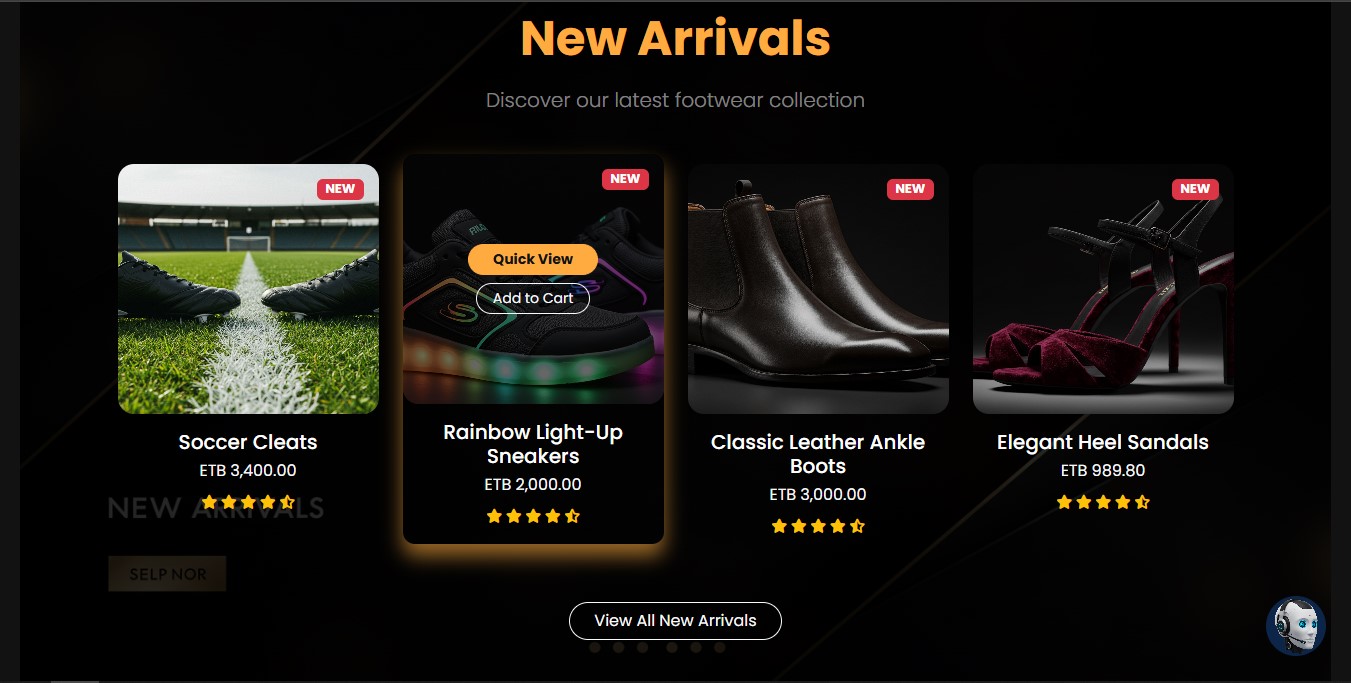 New Arrivals
Discover our latest footwear collection
NEW
NEW
NEW
NEW
Quick View
Add to Cart
Soccer Cleats
ETB 3,400.00
Rainbow Light-Up
Sneakers
ETB 2,000.00
Classic Leather Ankle
Boots
ETB 3,000.00
Elegant Heel Sandals
ETB 989.80
NEW ARRIVALS
SELP NOR
View All New Arrivals